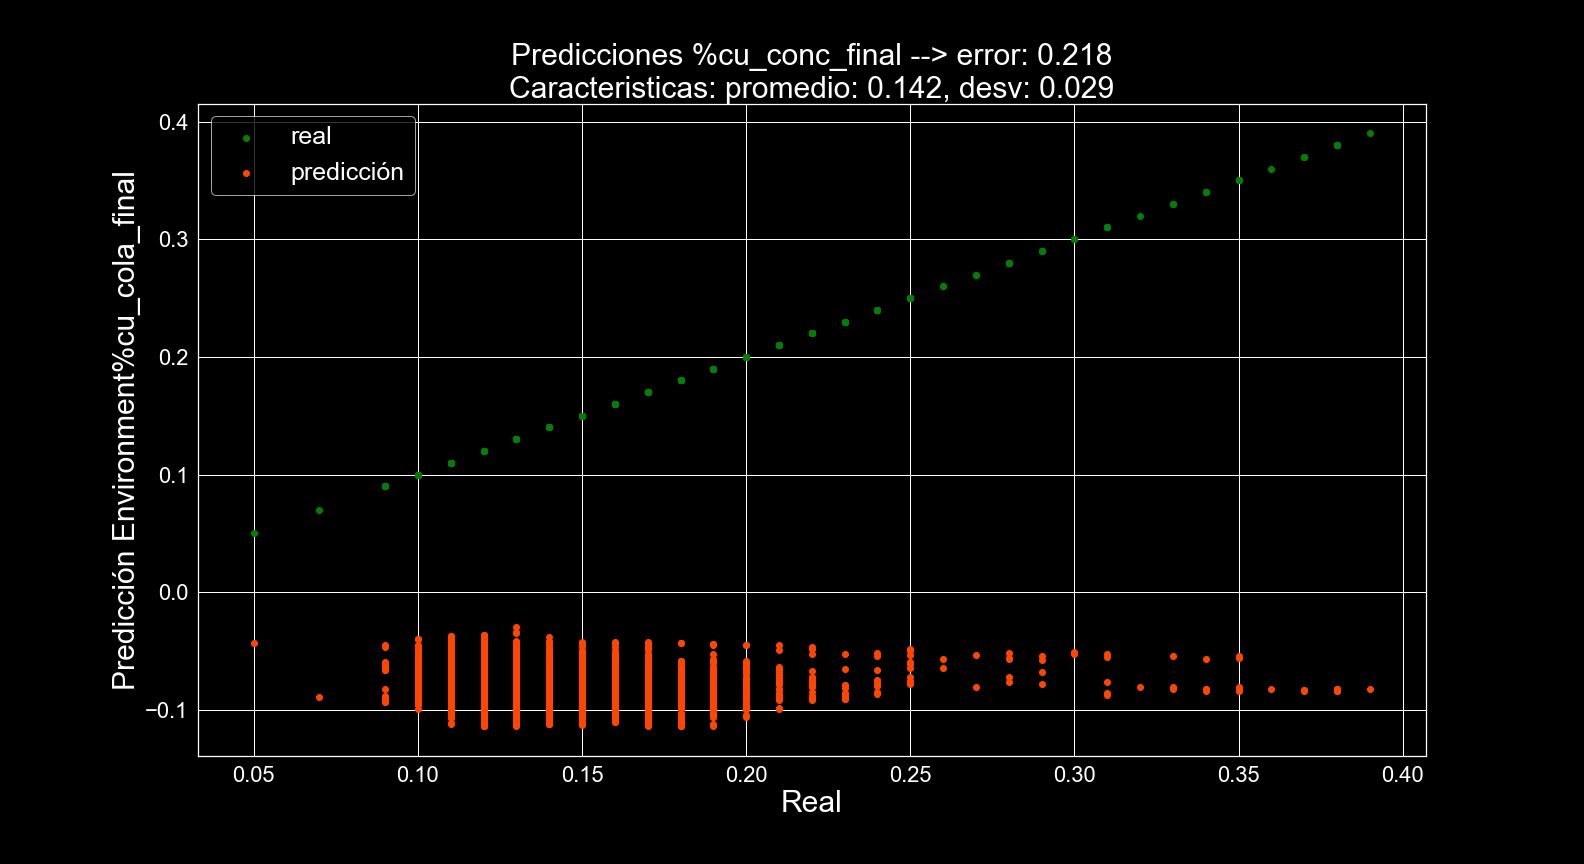 Predicciones %cu_conc_final --> error: 0.218
Caracteristicas: promedio: 0.142, desv: 0.029
real
predicción
Predicción Environment%cu_cola_final
0.4
0.3
0.2
0.1
0.0
−0.1
0.05 0.10 0.15 0.20 0.25 0.30 0.35 0.40
Real